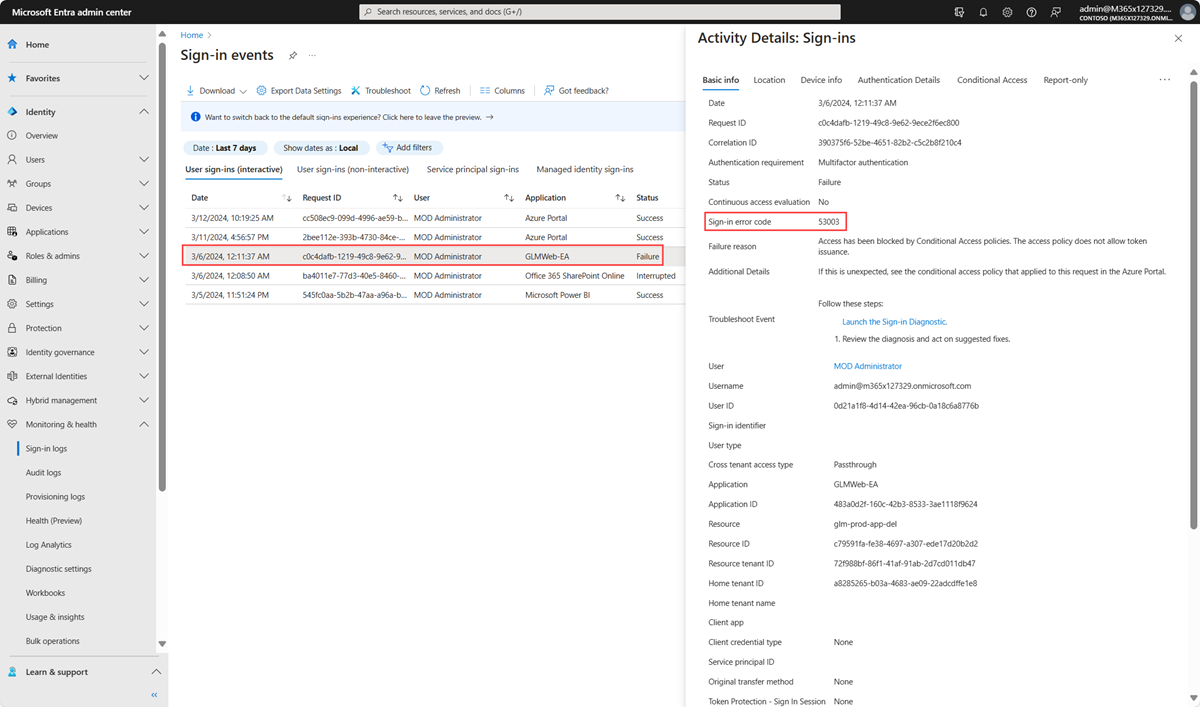 Microsoft Entra admin center
Search resources, services, and docs (G+/)
admin@M365x127329....
CONTOSO (M365X127329.ONMI...
Home
Favorites
Identity
Overview
Users
Groups
Devices
Applications
Roles & admins
Billing
Settings
Protection
Identity governance
External Identities
Hybrid management
Monitoring & health
Sign-in logs
Audit logs
Provisioning logs
Health (Preview)
Log Analytics
Diagnostic settings
Workbooks
Usage & insights
Bulk operations
Learn & support
Home >
Sign-in events
Download
Export Data Settings
Troubleshoot
Refresh
Columns
Got feedback?
Want to switch back to the default sign-ins experience? Click here to leave the preview. →
Date : Last 7 days
Show dates as : Local
Add filters
User sign-ins (interactive) User sign-ins (non-interactive) Service principal sign-ins Managed identity sign-ins
Date Request ID User Application Status
3/12/2024, 10:19:25 AM cc508ec9-099d-4996-ae59-b... MOD Administrator Azure Portal Success
3/11/2024, 4:56:57 PM 2bee112e-393b-4730-84ce-... MOD Administrator Azure Portal Success
3/6/2024, 12:11:37 AM c0c4dafb-1219-49c8-9e62-9... MOD Administrator GLMWeb-EA Failure
3/6/2024, 12:08:50 AM ba4011e7-77d3-40e5-8460-... MOD Administrator Office 365 SharePoint Online Interrupted
3/5/2024, 11:51:24 PM 545fc0aa-5b2b-47aa-a96a-b... MOD Administrator Microsoft Power BI Success
Activity Details: Sign-ins
Basic info Location Device info Authentication Details Conditional Access Report-only
Date 3/6/2024, 12:11:37 AM
Request ID c0c4dafb-1219-49c8-9e62-9ece2f6ec800
Correlation ID 390375f6-52be-4651-82b2-c5c2b8f210c4
Authentication requirement Multifactor authentication
Status Failure
Continuous access evaluation No
Sign-in error code 53003
Failure reason Access has been blocked by Conditional Access policies. The access policy does not allow token
issuance.
Additional Details If this is unexpected, see the conditional access policy that applied to this request in the Azure Portal.
Follow these steps:
Troubleshoot Event
Launch the Sign-in Diagnostic.
1. Review the diagnosis and act on suggested fixes.
User MOD Administrator
Username admin@m365x127329.onmicrosoft.com
User ID 0d21a1f8-4d14-42ea-96cb-0a18c6a8776b
Sign-in identifier
User type
Cross tenant access type Passthrough
Application GLMWeb-EA
Application ID 483a0d2f-160c-42b3-8533-3ae1118f9624
Resource glm-prod-app-del
Resource ID c79591fa-fe38-4697-a307-ede17d20b2d2
Resource tenant ID 72f988bf-86f1-41af-91ab-2d7cd011db47
Home tenant ID a8285265-b03a-4683-ae09-22adcdffe1e8
Home tenant name
Client app
Client credential type None
Service principal ID
Original transfer method None
Token Protection - Sign In Session None